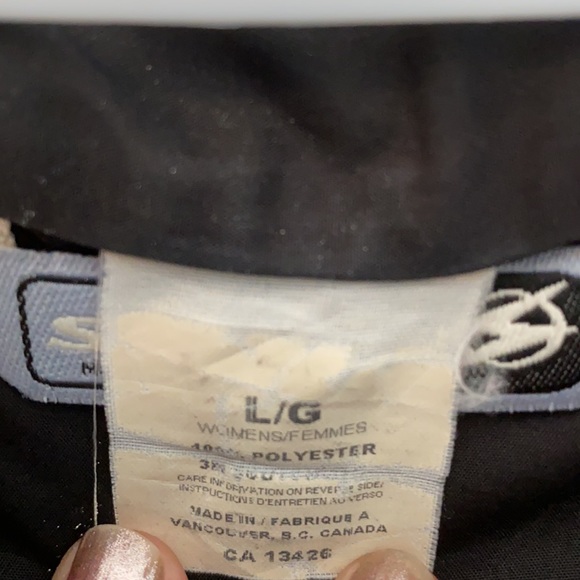 L/G
WOMENS/FEMMES
100% POLYESTER
CARE INFORMATION ON REVERSE SIDE/
INSTRUCTIONS D'ENTRETIEN AU VERSO
MADE IN / FABRIQUE A
VANCOUVER, B.C. CANADA
CA 13426